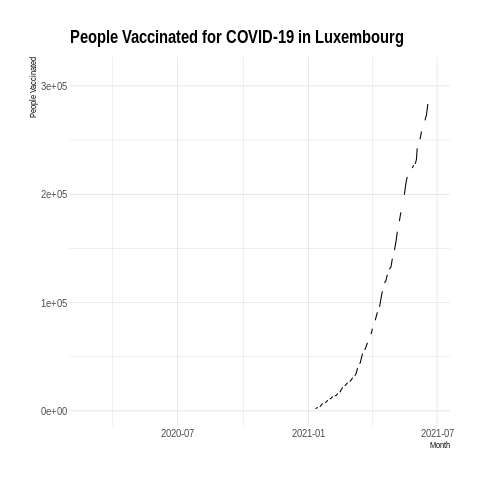 People Vaccinated for COVID-19 in Luxembourg
People Vaccinated
3e+05
2e+05
1e+05
0e+00
2020-07 2021-01 2021-07
Month